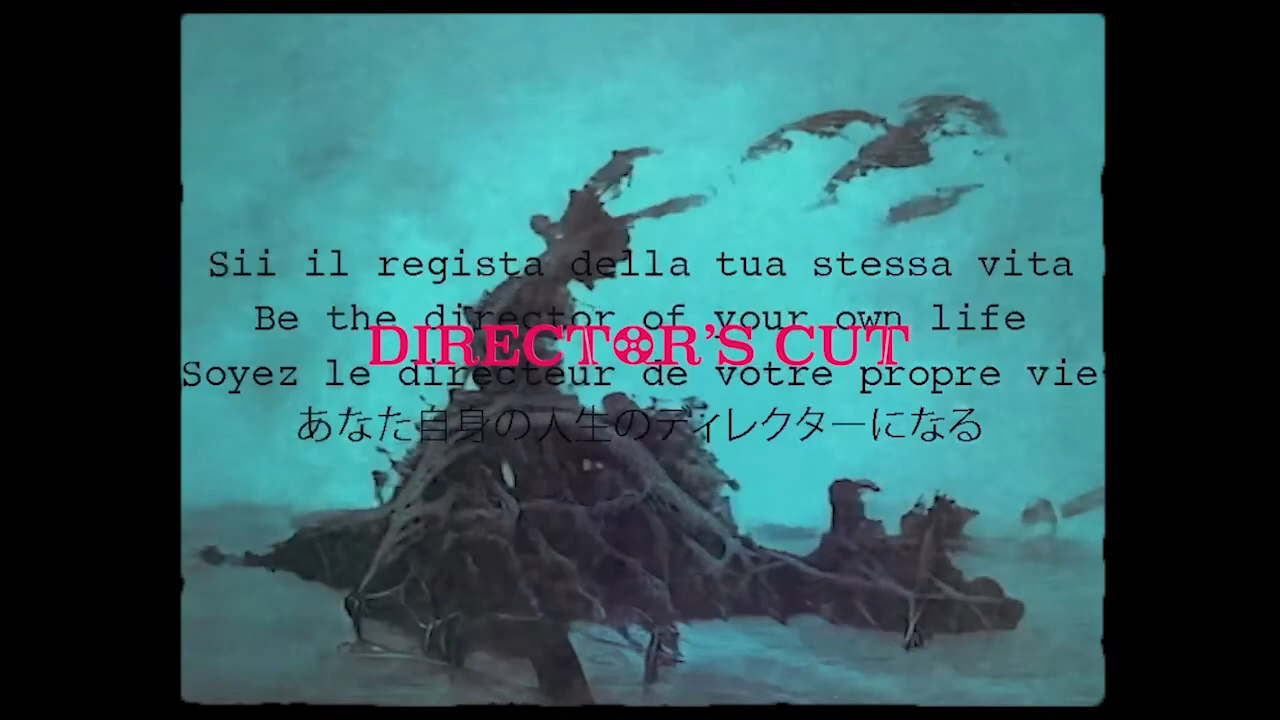 Sii il regista della tua stessa vita
Be the director of your own life
DIRECTOR'S CUT
Soyez le directeur de votre propre vie
あなた自身の人生のディレクターになる